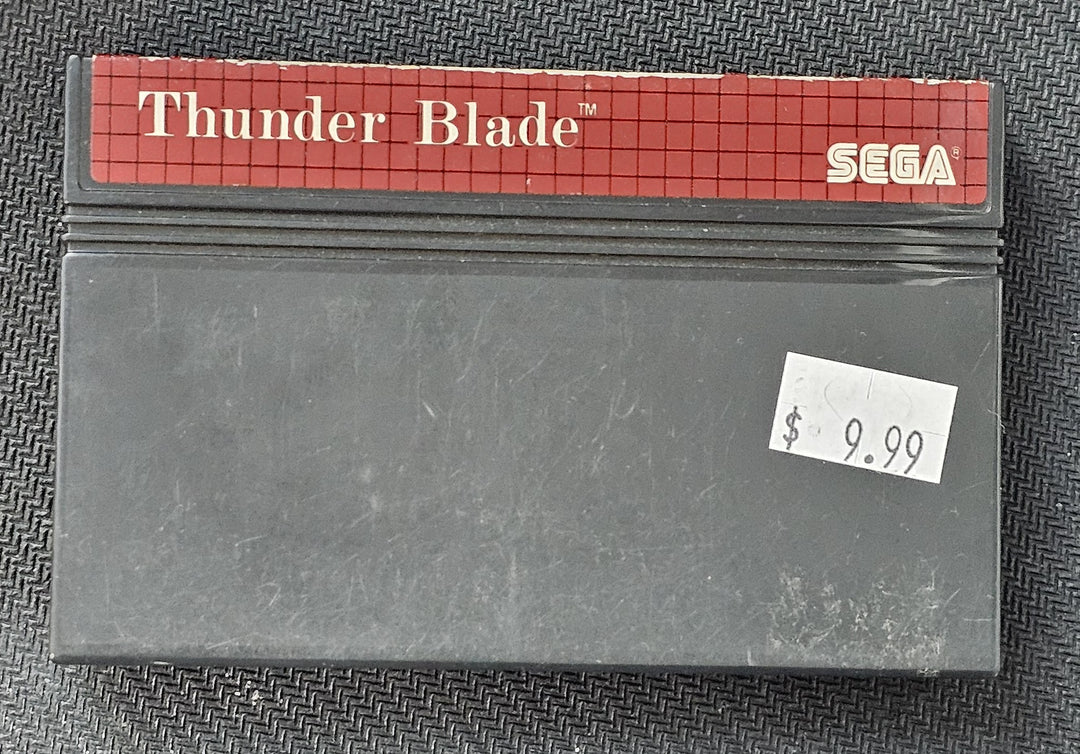 Thunder Blade™
SEGA®
$ 9.99